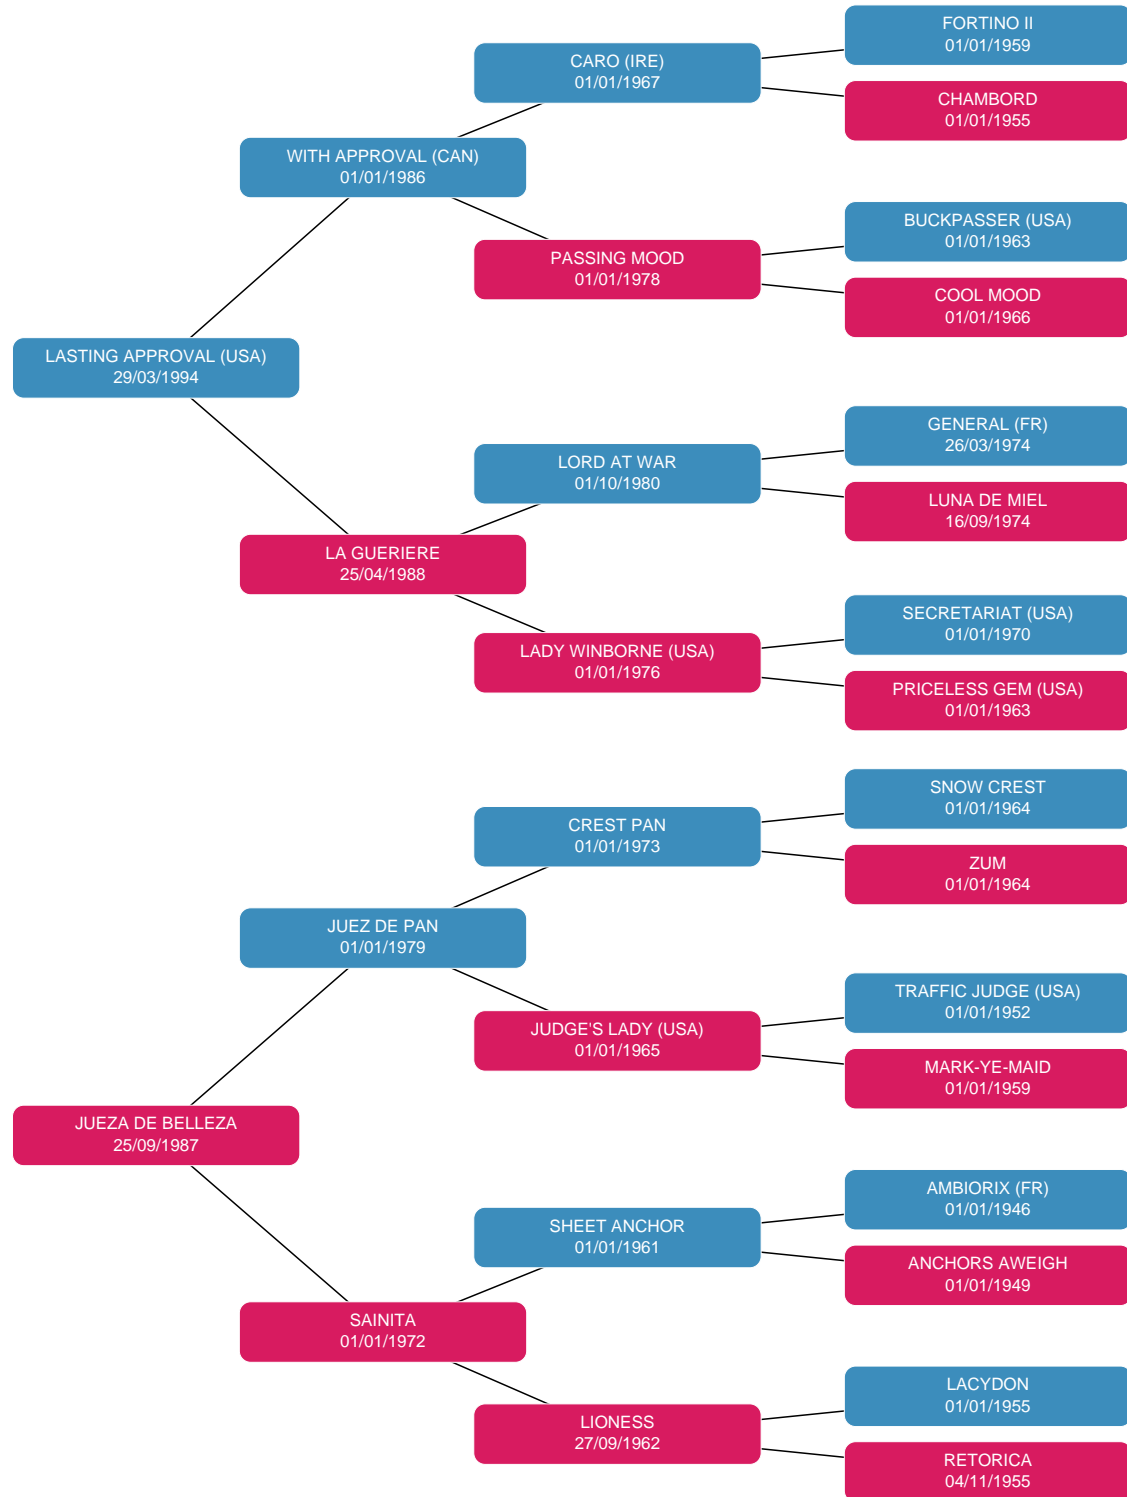 FORTINO II
01/01/1959
CARO (IRE)
01/01/1967
CHAMBORD
01/01/1955
WITH APPROVAL (CAN)
01/01/1986
BUCKPASSER (USA)
01/01/1963
PASSING MOOD
01/01/1978
COOL MOOD
01/01/1966
LASTING APPROVAL (USA)
29/03/1994
GENERAL (FR)
26/03/1974
LORD AT WAR
01/10/1980
LUNA DE MIEL
16/09/1974
LA GUERIERE
25/04/1988
SECRETARIAT (USA)
01/01/1970
LADY WINBORNE (USA)
01/01/1976
PRICELESS GEM (USA)
01/01/1963
SNOW CREST
01/01/1964
CREST PAN
01/01/1973
ZUM
01/01/1964
JUEZ DE PAN
01/01/1979
TRAFFIC JUDGE (USA)
01/01/1952
JUDGE'S LADY (USA)
01/01/1965
MARK-YE-MAID
01/01/1959
JUEZA DE BELLEZA
25/09/1987
AMBIORIX (FR)
01/01/1946
SHEET ANCHOR
01/01/1961
ANCHORS AWEIGH
01/01/1949
SAINITA
01/01/1972
LACYDON
01/01/1955
LIONESS
27/09/1962
RETORICA
04/11/1955